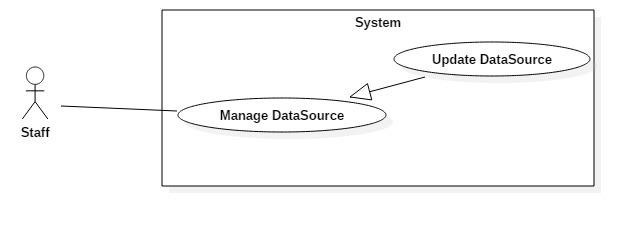 System
Update DataSource
Manage DataSource
Staff